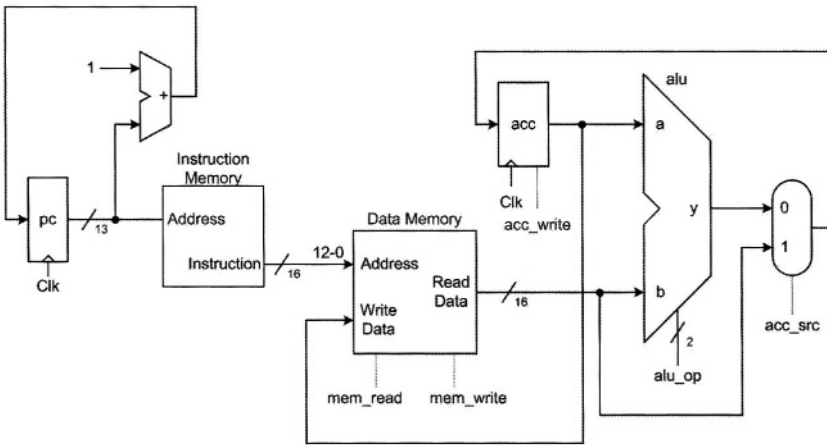 1
+
pc
13
Clk
Instruction
Memory
Address
Instruction
16
12-0
Data Memory
Address
Read
Data
Write
Data
16
mem_read
mem_write
acc
Clk
acc_write
alu
a
b
y
2
alu_op
0
1
acc_src